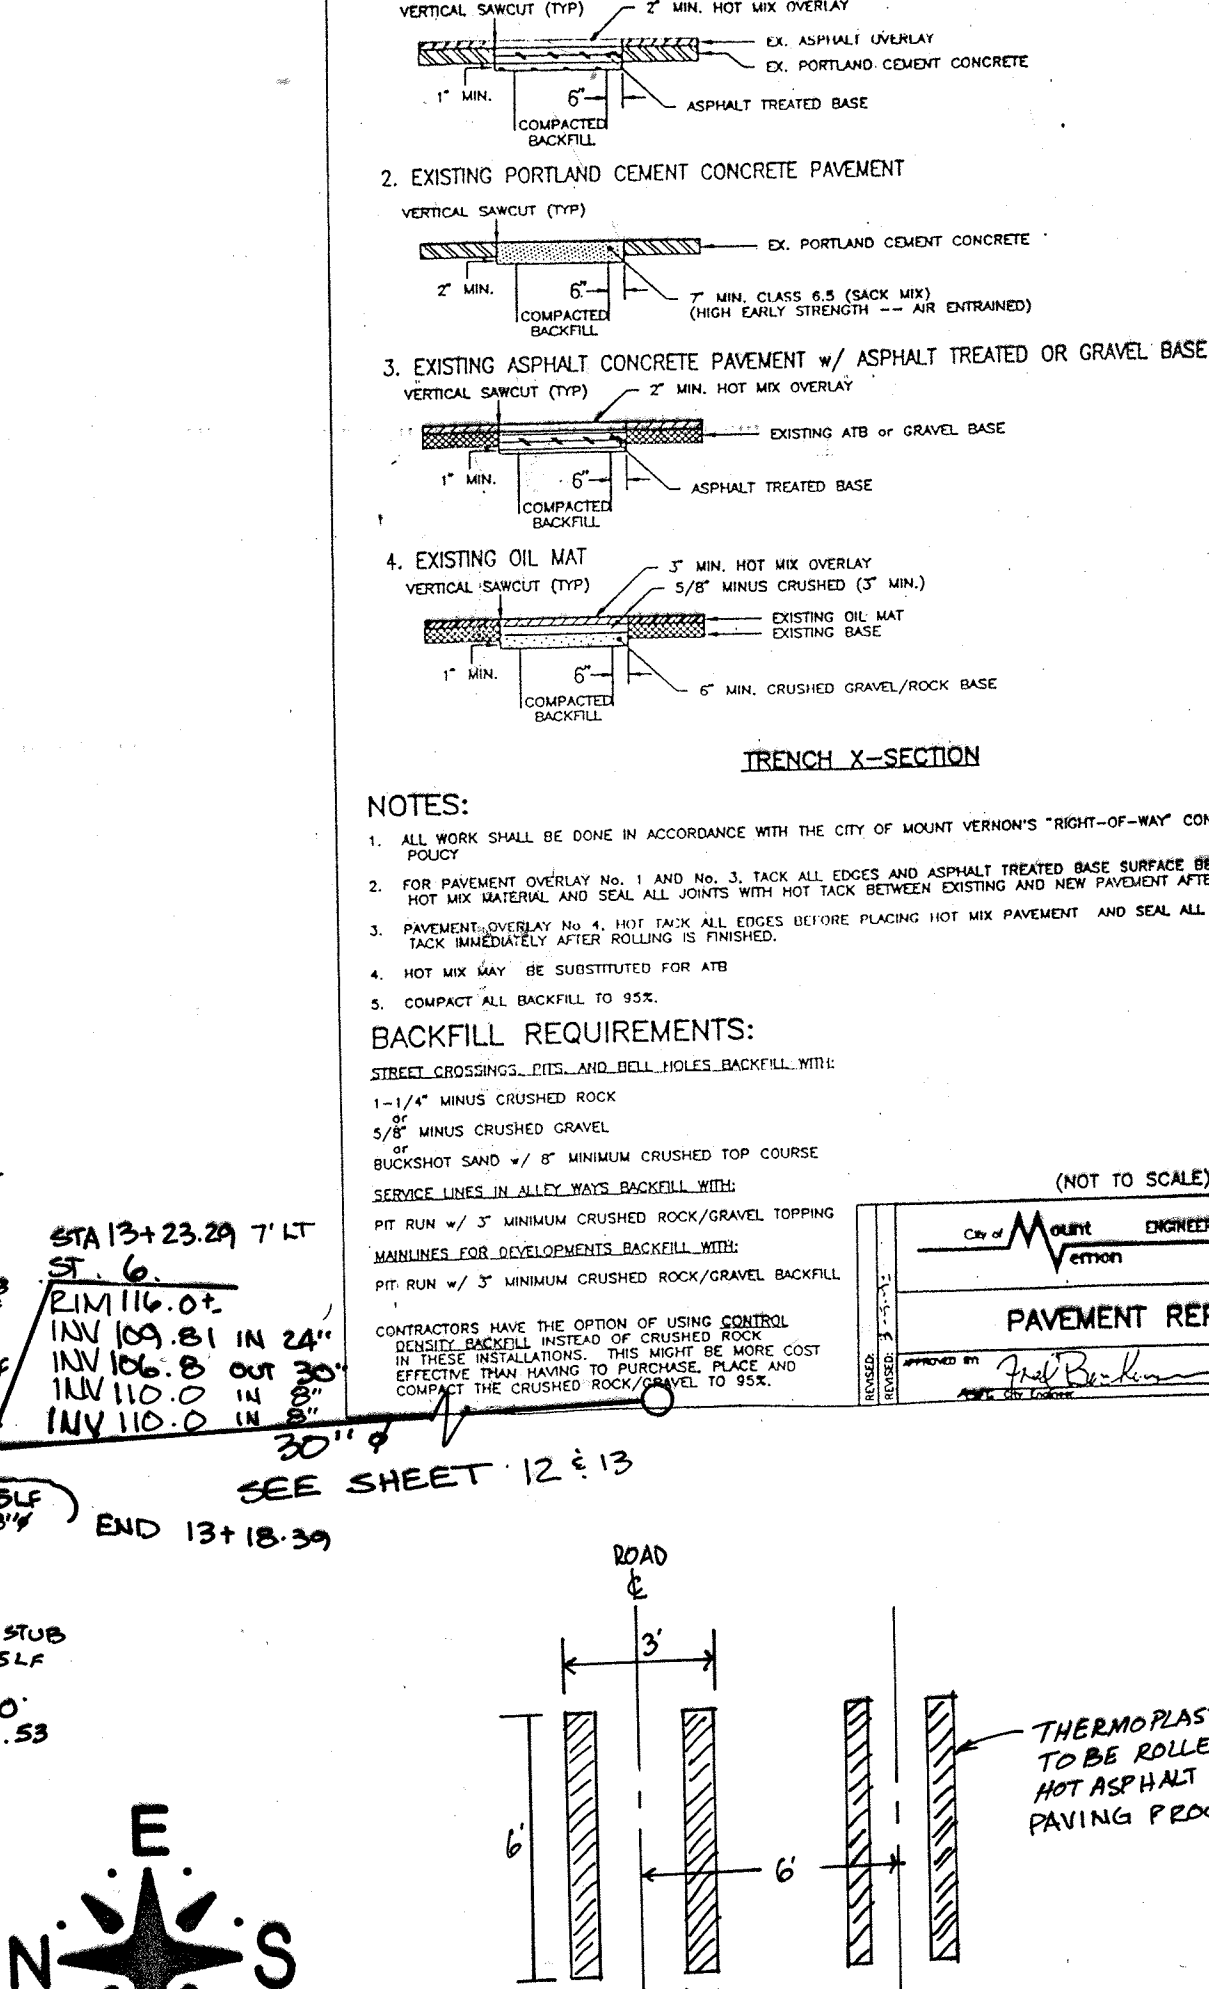 VERTICAL SAWCUT (TYP)
2" MIN. HOT MIX OVERLAY
EX. ASPHALT OVERLAY
EX. PORTLAND CEMENT CONCRETE
1" MIN.
6"
ASPHALT TREATED BASE
COMPACTED
BACKFILL
2. EXISTING PORTLAND CEMENT CONCRETE PAVEMENT
VERTICAL SAWCUT (TYP)
EX. PORTLAND CEMENT CONCRETE
2" MIN.
6"
7" MIN. CLASS 6.5 (SACK MIX)
(HIGH EARLY STRENGTH -- AIR ENTRAINED)
COMPACTED
BACKFILL
3. EXISTING ASPHALT CONCRETE PAVEMENT w/ ASPHALT TREATED OR GRAVEL BASE
VERTICAL SAWCUT (TYP)
2" MIN. HOT MIX OVERLAY
EXISTING ATB or GRAVEL BASE
1" MIN.
6"
ASPHALT TREATED BASE
COMPACTED
BACKFILL
4. EXISTING OIL MAT
3" MIN. HOT MIX OVERLAY
VERTICAL SAWCUT (TYP)
5/8" MINUS CRUSHED (3" MIN.)
EXISTING OIL MAT
EXISTING BASE
1" MIN.
6"
6" MIN. CRUSHED GRAVEL/ROCK BASE
COMPACTED
BACKFILL
TRENCH X-SECTION
NOTES:
1. ALL WORK SHALL BE DONE IN ACCORDANCE WITH THE CITY OF MOUNT VERNON'S "RIGHT-OF-WAY" CON
POLICY
2. FOR PAVEMENT OVERLAY No. 1 AND No. 3, TACK ALL EDGES AND ASPHALT TREATED BASE SURFACE BE
HOT MIX MATERIAL AND SEAL ALL JOINTS WITH HOT TACK BETWEEN EXISTING AND NEW PAVEMENT AFTE
3. PAVEMENT OVERLAY No 4, HOT TACK ALL EDGES BEFORE PLACING HOT MIX PAVEMENT AND SEAL ALL
TACK IMMEDIATELY AFTER ROLLING IS FINISHED.
4. HOT MIX MAY BE SUBSTITUTED FOR ATB
5. COMPACT ALL BACKFILL TO 95%.
BACKFILL REQUIREMENTS:
STREET CROSSINGS, PITS, AND BELL HOLES BACKFILL WITH:
1-1/4" MINUS CRUSHED ROCK
or
5/8" MINUS CRUSHED GRAVEL
or
BUCKSHOT SAND w/ 8" MINIMUM CRUSHED TOP COURSE
SERVICE LINES IN ALLEY WAYS BACKFILL WITH:
PIT RUN w/ 3" MINIMUM CRUSHED ROCK/GRAVEL TOPPING
MAINLINES FOR DEVELOPMENTS BACKFILL WITH:
PIT RUN w/ 3" MINIMUM CRUSHED ROCK/GRAVEL BACKFILL
CONTRACTORS HAVE THE OPTION OF USING CONTROL
DENSITY BACKFILL INSTEAD OF CRUSHED ROCK
IN THESE INSTALLATIONS. THIS MIGHT BE MORE COST
EFFECTIVE THAN HAVING TO PURCHASE, PLACE AND
COMPACT THE CRUSHED ROCK/GRAVEL TO 95%.
(NOT TO SCALE)
City of Mount Vernon
ENGINEER
PAVEMENT REP
REVISED:
REVISED:
APPROVED BY:
STA 13+23.29 7' LT
ST. 6.
RIM 116.0±
INV 109.81 IN 24"
INV 106.8 OUT 30"
INV 110.0 IN 8"
INV 110.0 IN 8"
30" ø
SEE SHEET 12 & 13
5LF
END 13+18.39
STUB
5LF
.53
ROAD
℄
3'
6'
6'
THERMOPLAS
TO BE ROLLE
HOT ASPHALT
PAVING PROC
E
N
S